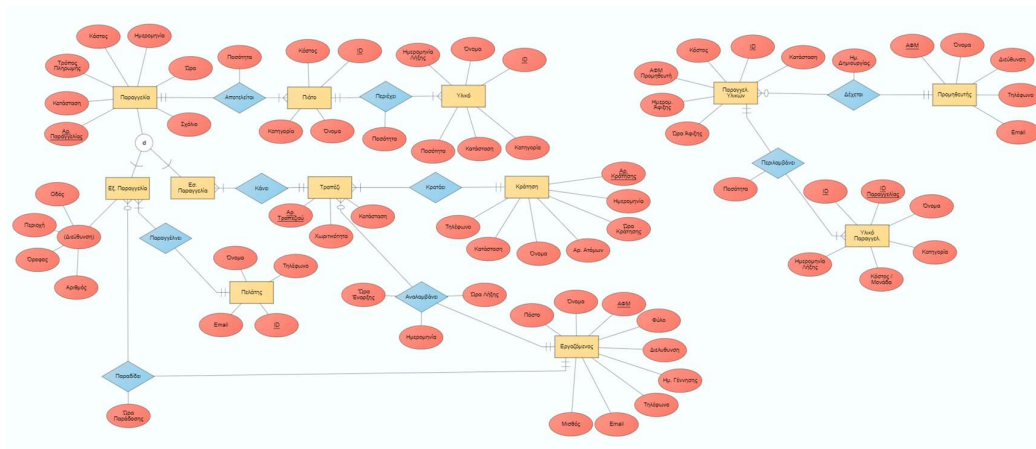 Κόστος
Ημερομηνία
Τρόπος
Πληρωμής
Ώρα
Κατάσταση
Αρ.
Παραγγελίας
Σχόλια
Παραγγελία
Ποσότητα
Αποτελείται
Κόστος
ID
Πιάτο
Κατηγορία
Όνομα
Περιέχει
Ποσότητα
Ημερομηνία
Λήξης
Όνομα
ID
Υλικό
Ποσότητα
Κατάσταση
Κατηγορία
Κόστος
ID
Κατάσταση
ΑΦΜ
Προμηθευτή
Ημερομ.
Άφιξης
Ώρα Άφιξης
Παραγγελ.
Υλικών
Ημ.
Δημιουργίας
Δέχεται
ΑΦΜ
Όνομα
Διεύθυνση
Τηλέφωνο
Email
Προμηθευτής
d
Εξ. Παραγγελία
Εσ.
Παραγγελία
Κάνει
Τραπέζι
Αρ.
Τραπεζιού
Χωρητικότητα
Κατάσταση
Κρατάει
Κράτηση
Αρ.
Κράτησης
Ημερομηνία
Ώρα
Κράτησης
Αρ. Ατόμων
Όνομα
Κατάσταση
Τηλέφωνο
Περιλαμβάνει
Ποσότητα
ID
ID
Παραγγελίας
Όνομα
Κατηγορία
Κόστος /
Μονάδα
Ημερομηνία
Λήξης
Υλικό
Παραγγελ.
Οδός
Περιοχή
(Διεύθυνση)
Όροφος
Αριθμός
Παραγγέλνει
Όνομα
Τηλέφωνο
Πελάτης
Email
ID
Ώρα
Έναρξης
Αναλαμβάνει
Ώρα Λήξης
Ημερομηνία
Πόστο
Όνομα
ΑΦΜ
Φύλο
Διευθυνση
Ημ. Γέννησης
Τηλέφωνο
Email
Μισθός
Εργαζόμενος
Παραδίδει
Ώρα
Παράδοσης